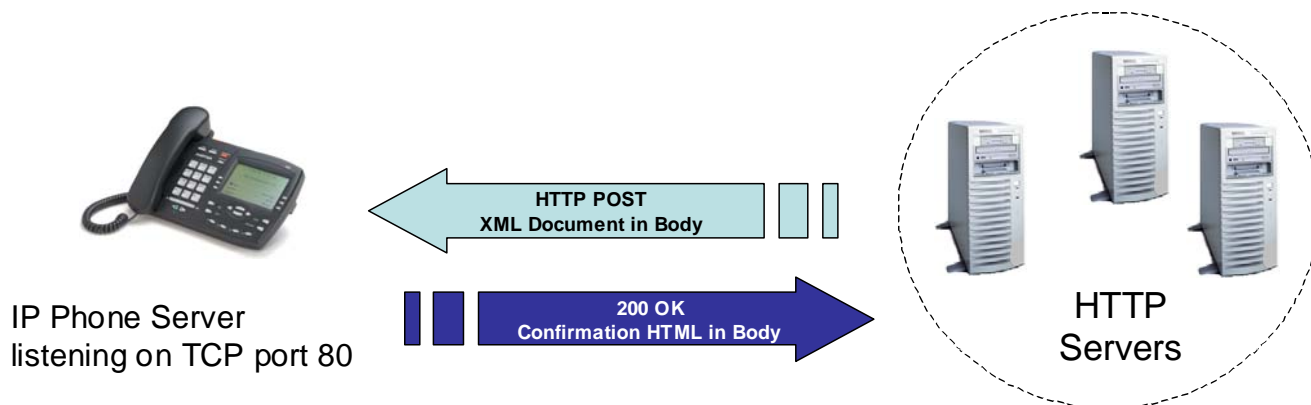 HTTP POST
XML Document in Body
200 OK
Confirmation HTML in Body
IP Phone Server
listening on TCP port 80
HTTP
Servers